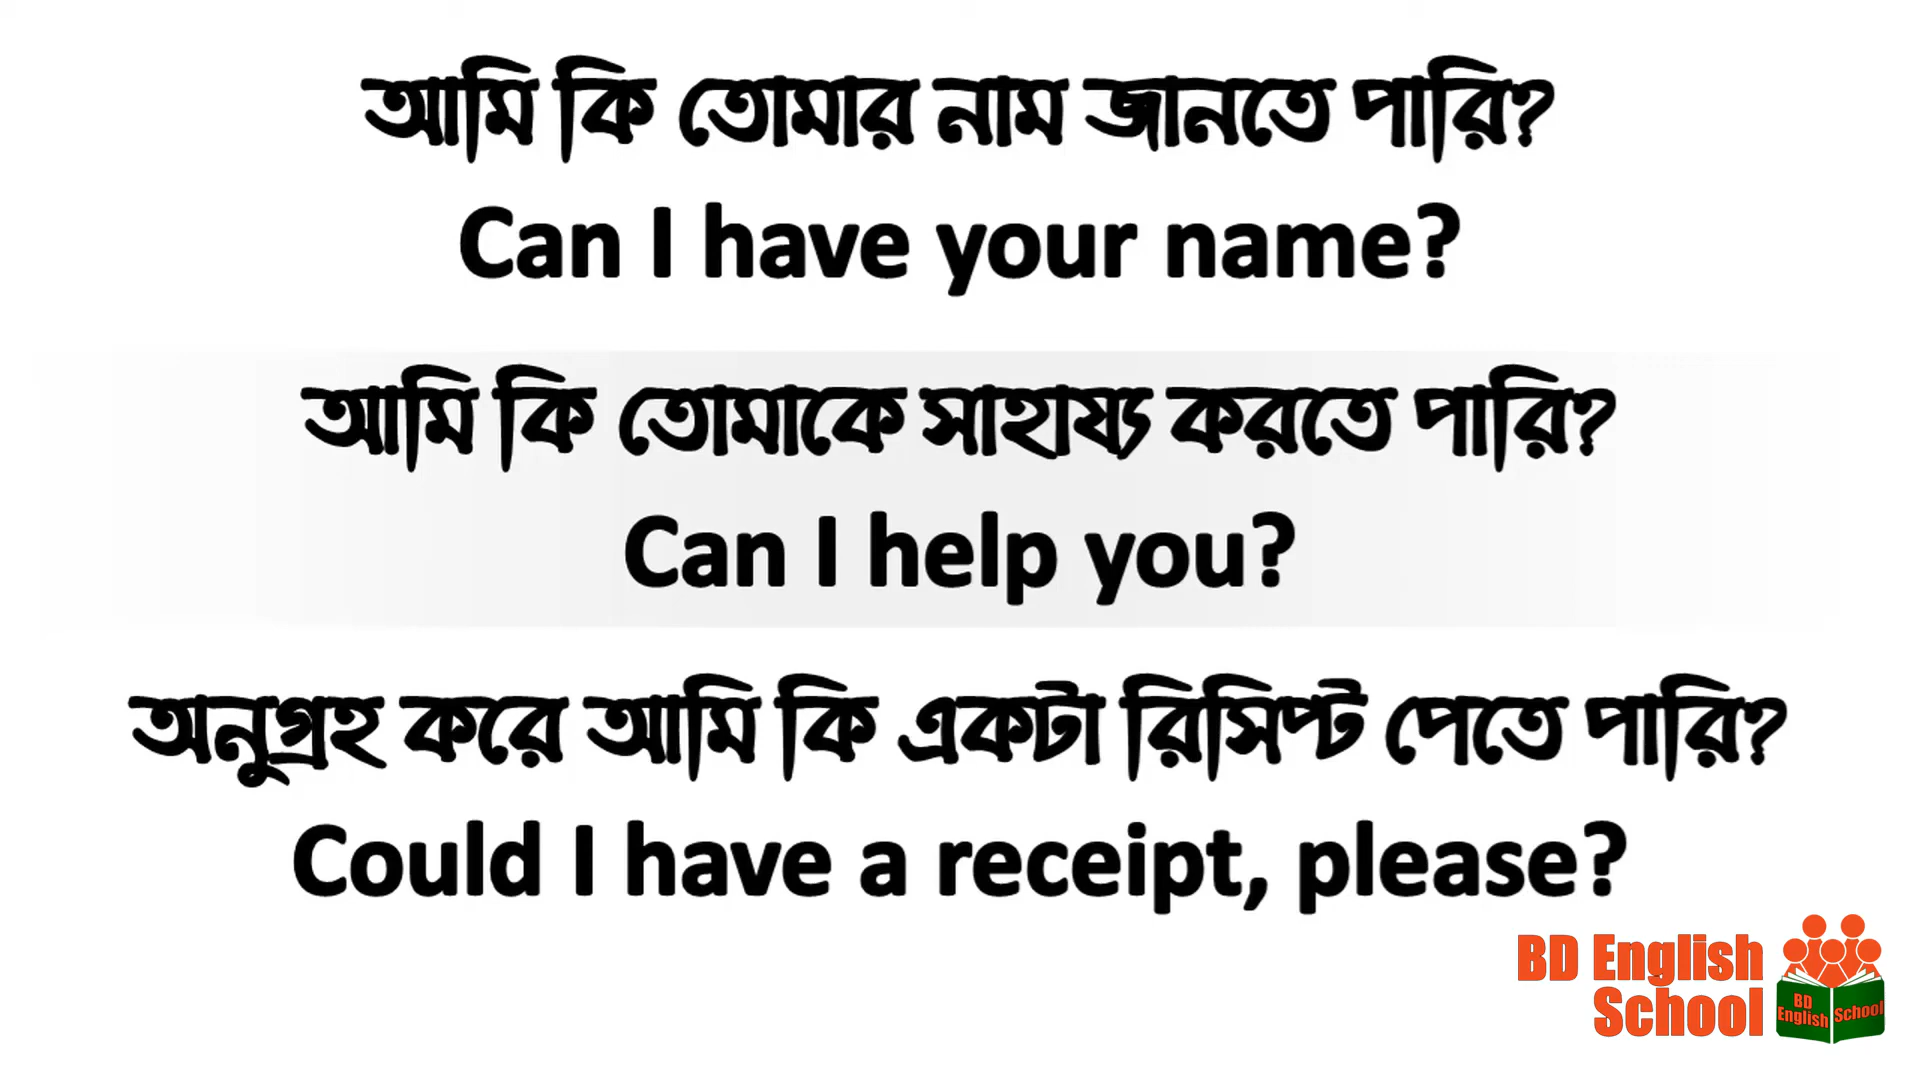 আমি কি তোমার নাম জানতে পারি?
Can I have your name?
আমি কি তোমাকে সাহায্য করতে পারি?
Can I help you?
অনুগ্রহ করে আমি কি একটা রিসিপ্ট পেতে পারি?
Could I have a receipt, please?
BD English
School
BD
English School